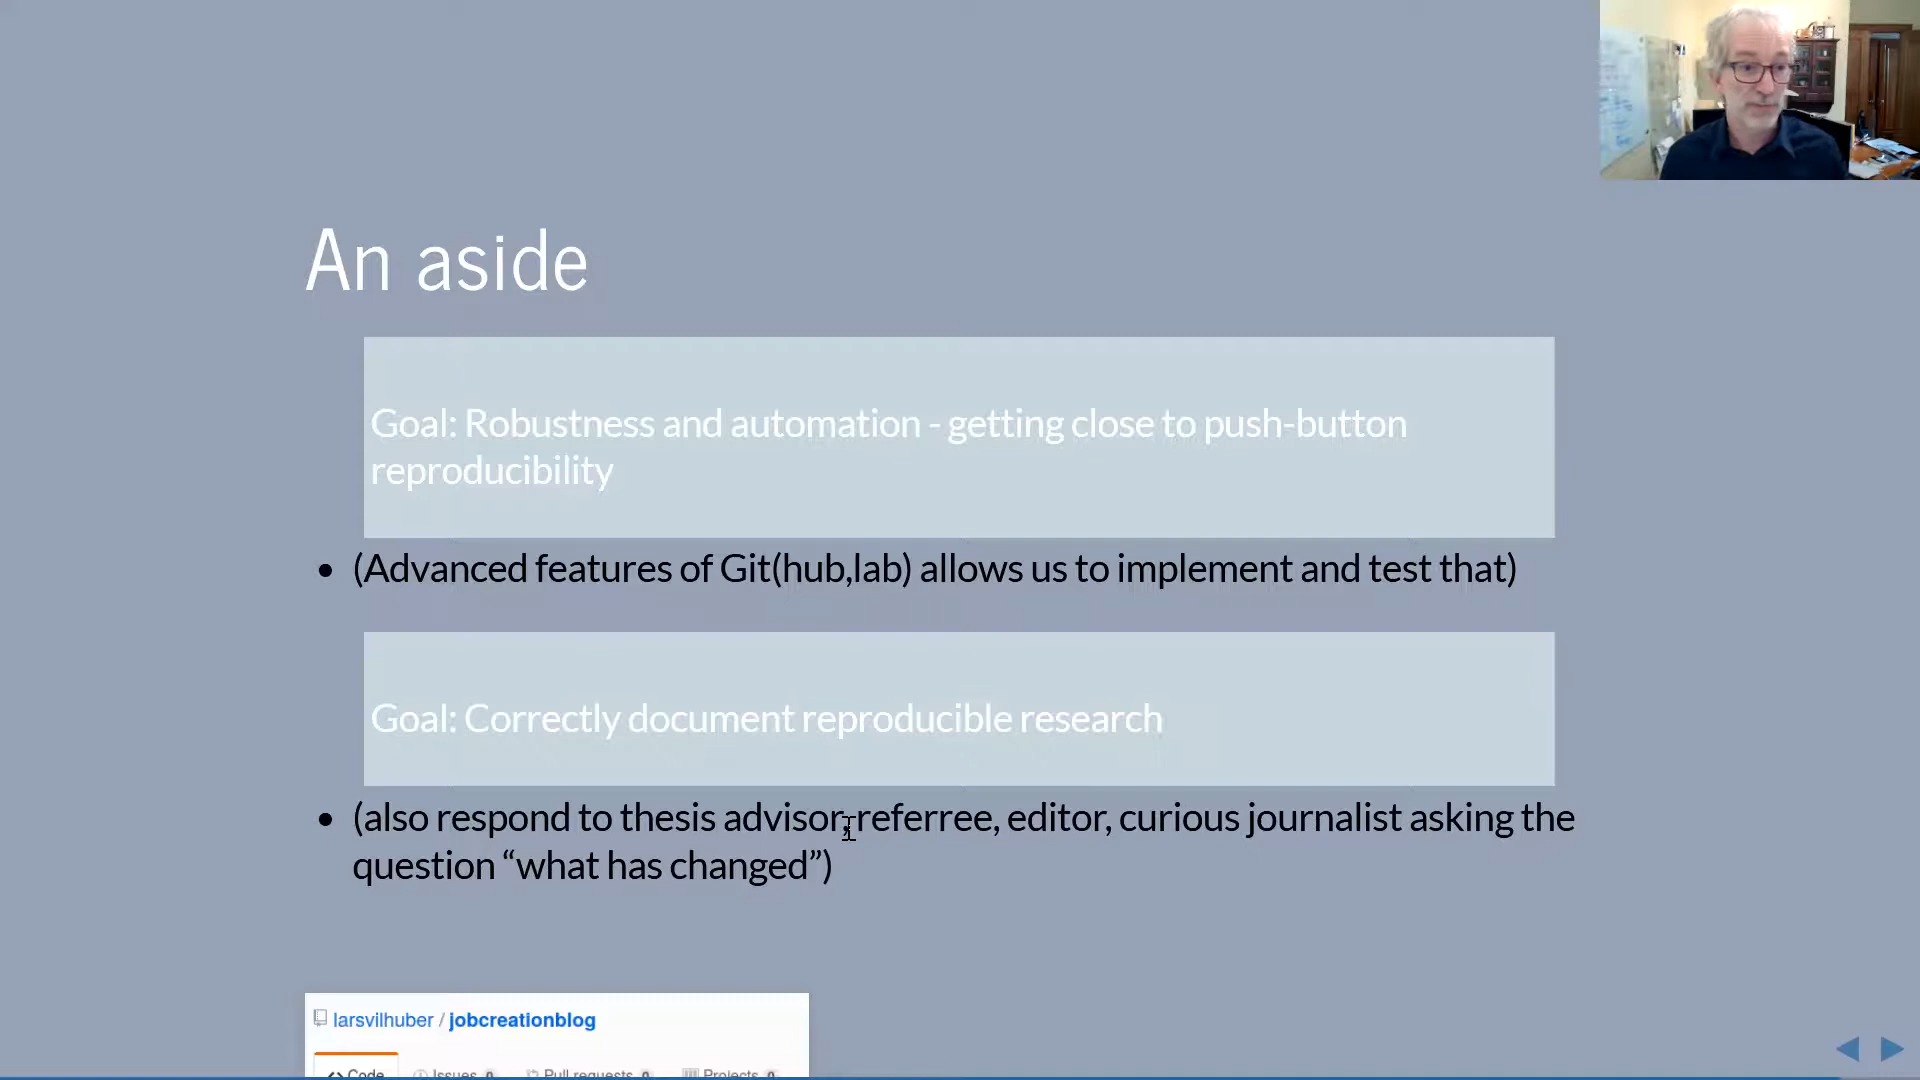 An aside
Goal: Robustness and automation - getting close to push-button
reproducibility
• (Advanced features of Git(hub,lab) allows us to implement and test that)
Goal: Correctly document reproducible research
• (also respond to thesis advisor, referree, editor, curious journalist asking the
question “what has changed”)
larsvilhuber / jobcreationblog
<> Code Issues 0 Pull requests 0 Projects 0